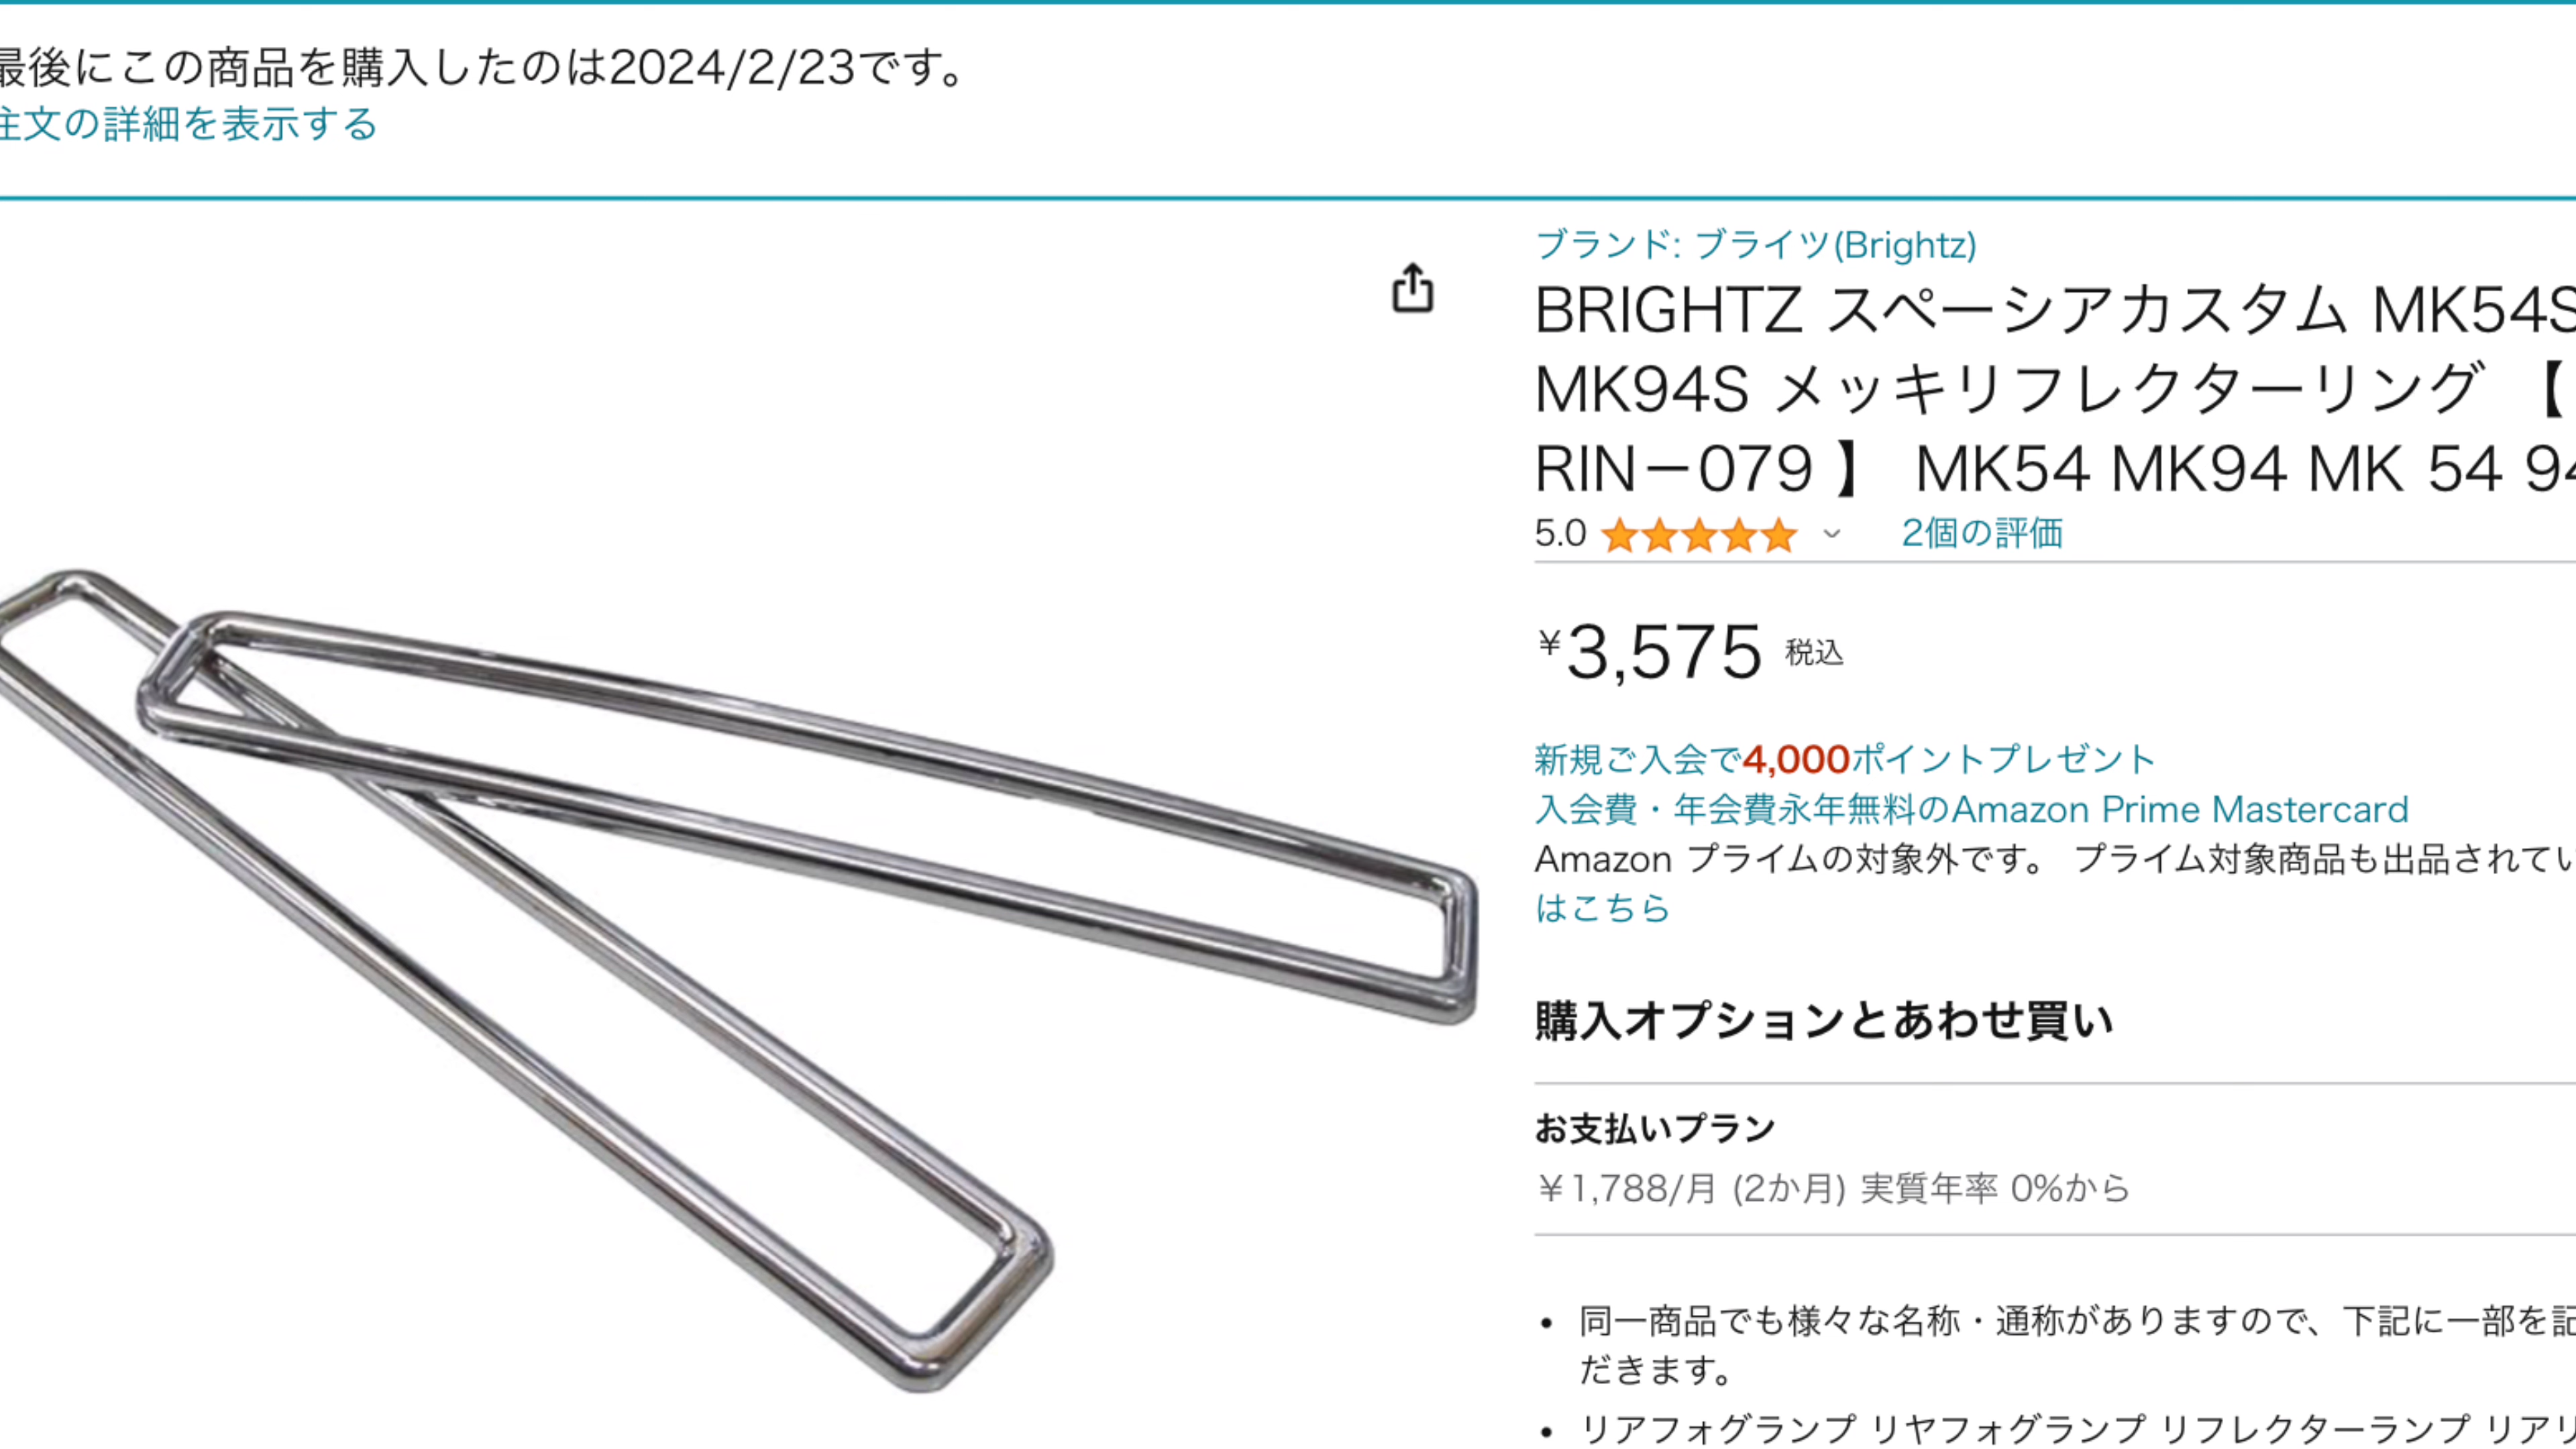 最後にこの商品を購入したのは2024/2/23です。
注文の詳細を表示する
ブランド: ブライツ(Brightz)
BRIGHTZ スペーシアカスタム MK54S
MK94S メッキリフレクターリング 【
RIN－079 】 MK54 MK94 MK 54 94
5.0
2個の評価
￥3,575 税込
新規ご入会で4,000ポイントプレゼント
入会費・年会費永年無料のAmazon Prime Mastercard
Amazon プライムの対象外です。 プライム対象商品も出品されてい
はこちら
購入オプションとあわせ買い
お支払いプラン
￥1,788/月 (2か月) 実質年率 0%から
• 同一商品でも様々な名称・通称がありますので、下記に一部を記
だきます。
• リアフォグランプ リヤフォグランプ リフレクターランプ リアリ